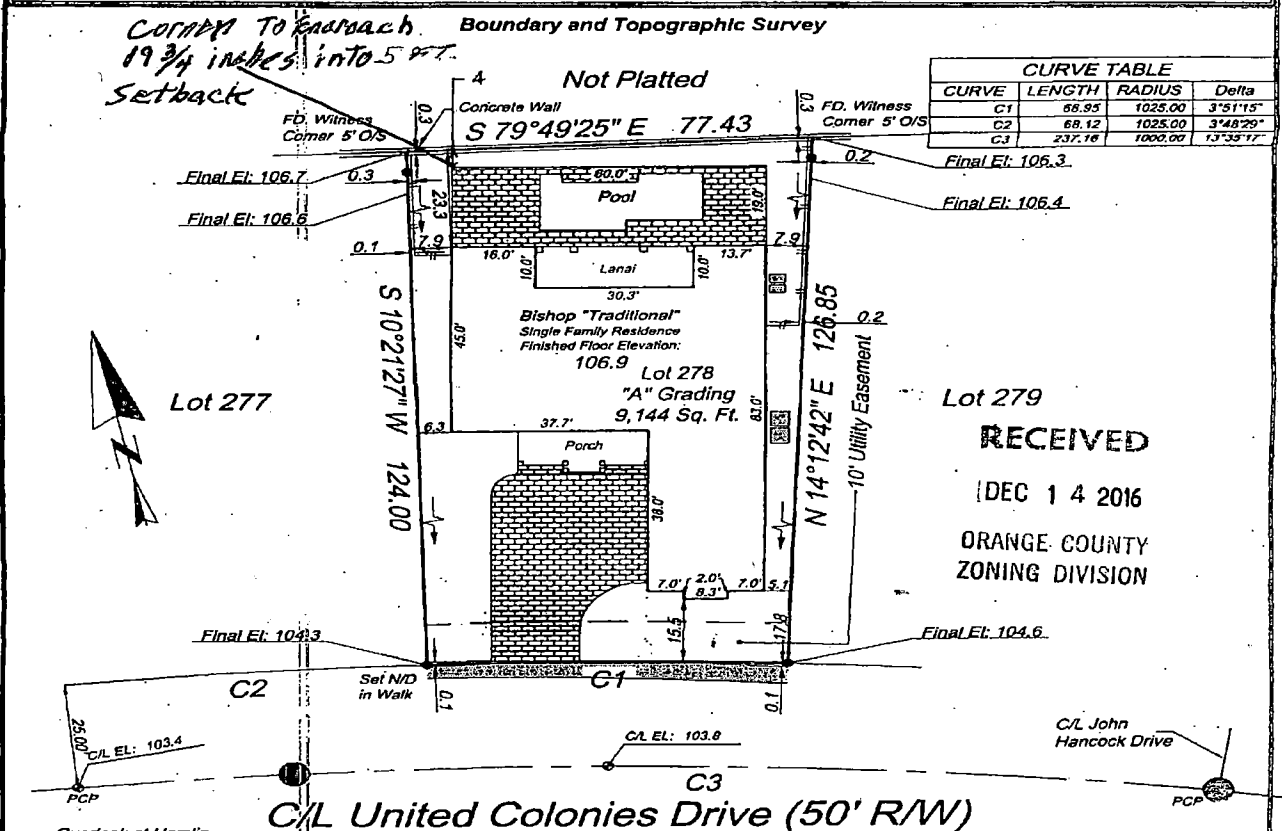 Corner To Encroach
19 3/4 inches into 5 FT.
Setback
Boundary and Topographic Survey
CURVE TABLE
CURVE LENGTH RADIUS Delta
C1 68.95 1025.00 3°51'15"
C2 68.12 1025.00 3°48'29"
C3 237.16 1000.00 13°35'17"
4
Not Platted
0.3
Concrete Wall
0.3
FD. Witness
Corner 5' O/S
S 79°49'25" E 77.43
FD. Witness
Corner 5' O/S
0.2
Final El: 106.3
Final El: 106.7
0.3
60.0'
Pool
Final El: 106.6
23.3
19.0'
Final El: 106.4
0.1
7.9
16.0'
10.0'
Lanai
10.0'
13.7'
7.9
30.3'
S 10°21'27" W 124.00
45.0'
Bishop "Traditional"
Single Family Residence
Finished Floor Elevation:
106.9
Lot 278
"A" Grading
9,144 Sq. Ft.
83.0'
0.2
N 14°12'42" E 126.85
10' Utility Easement
Lot 277
Lot 279
RECEIVED
DEC 14 2016
ORANGE COUNTY
ZONING DIVISION
6.3
37.7'
Porch
38.0'
7.0'
2.0'
8.3'
7.0'
5.1
15.5
17.8
Final El: 104.3
Final El: 104.6
C2
Set N/D
in Walk
0.1
C1
0.1
25.00'
C/L EL: 103.4
C/L EL: 103.8
C/L John
Hancock Drive
PCP
C3
PCP
C/L United Colonies Drive (50' R/W)